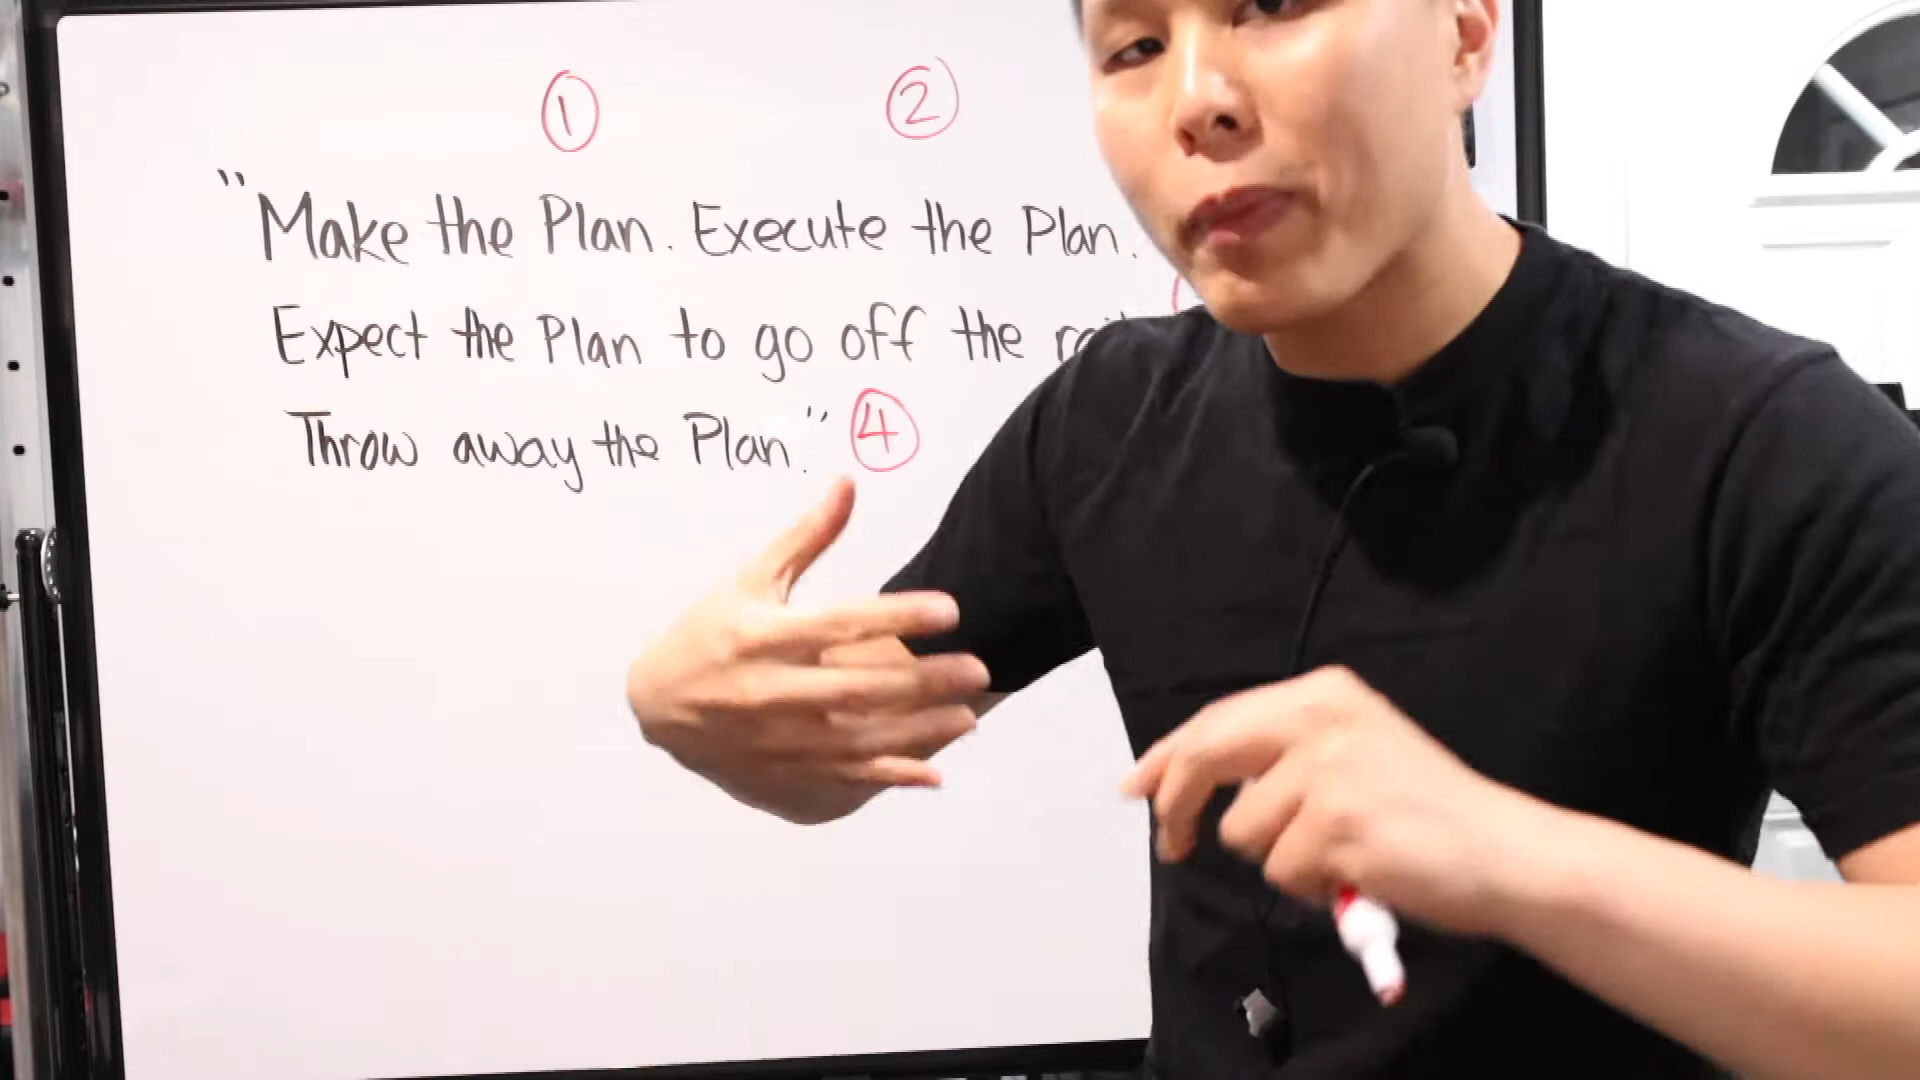 ① ②
"Make the Plan. Execute the Plan.
Expect the Plan to go off the
Throw away the Plan." ④